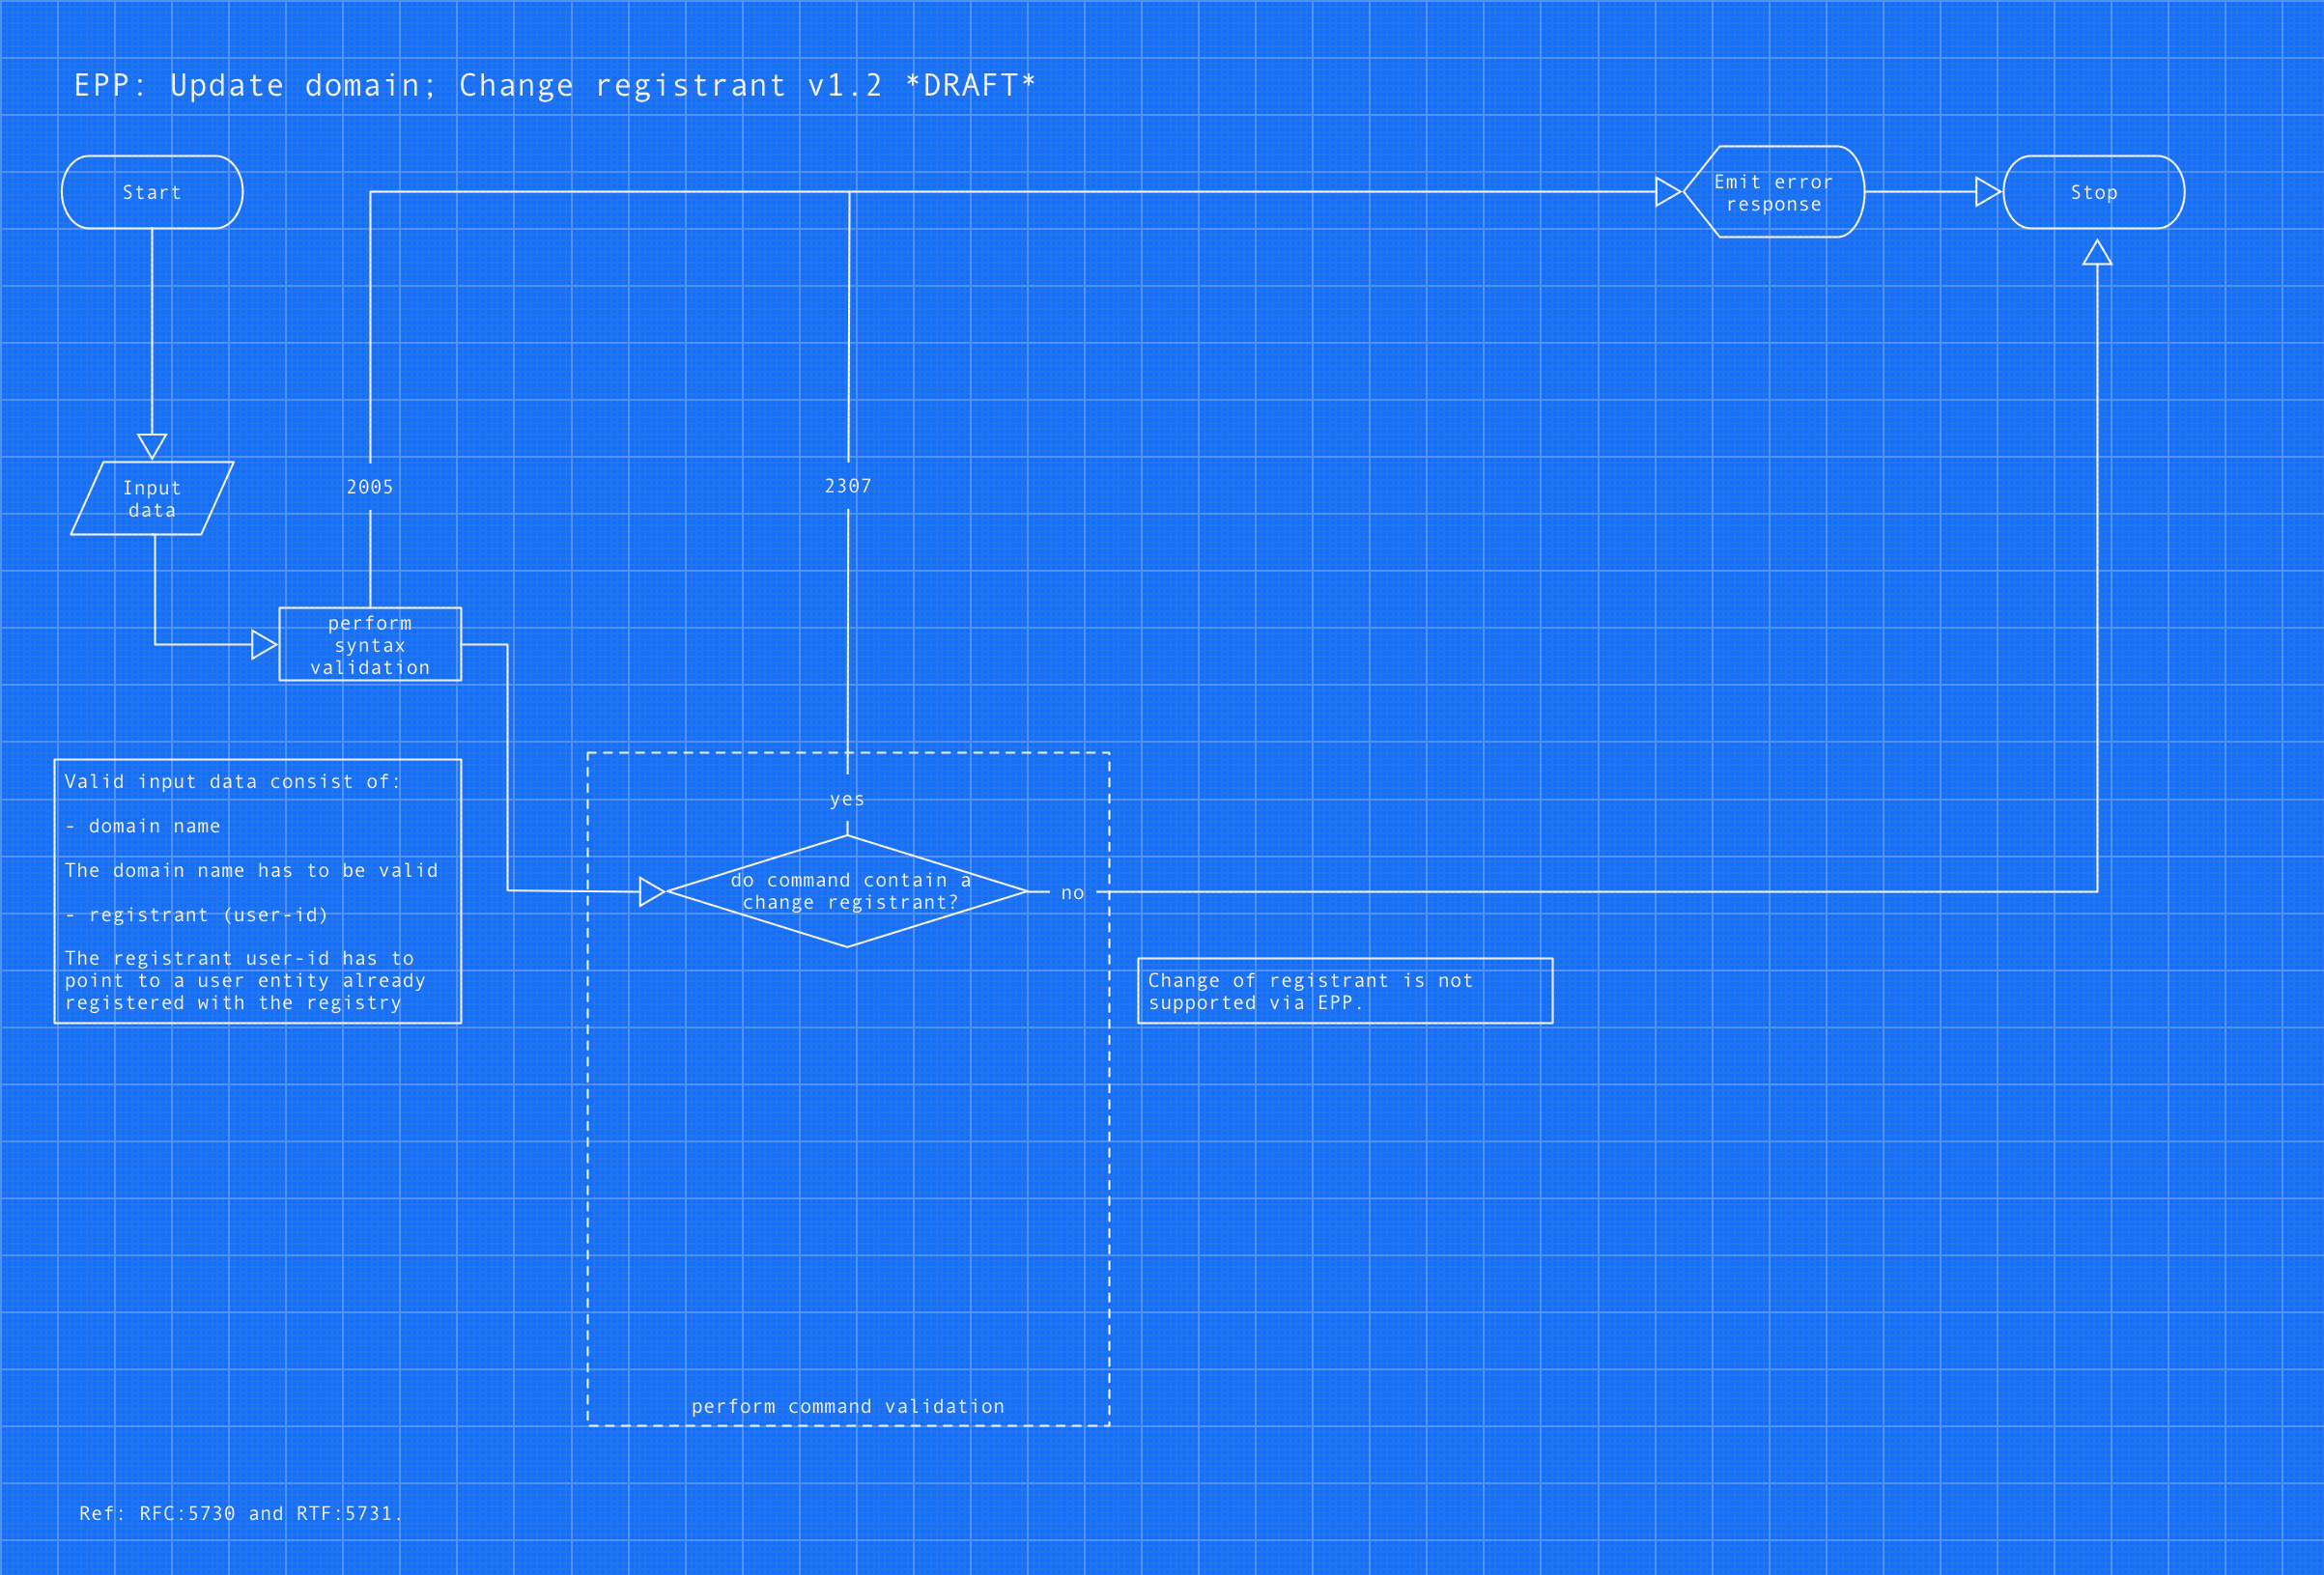 EPP: Update domain; Change registrant v1.2 *DRAFT*
Start
Emit error
response
Stop
Input
data
2005
2307
perform
syntax
validation
Valid input data consist of:
- domain name
The domain name has to be valid
- registrant (user-id)
The registrant user-id has to
point to a user entity already
registered with the registry
yes
do command contain a
change registrant?
no
Change of registrant is not
supported via EPP.
perform command validation
Ref: RFC:5730 and RTF:5731.